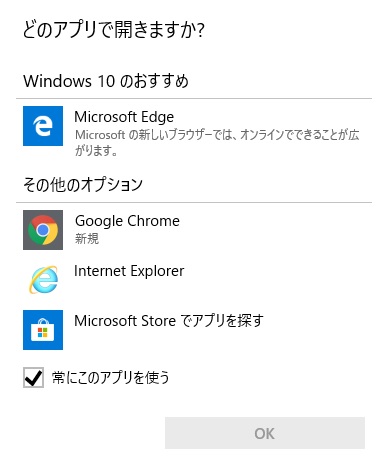 どのアプリで開きますか?
Windows 10 のおすすめ
Microsoft Edge
Microsoft の新しいブラウザーでは、オンラインでできることが広
がります。
その他のオプション
Google Chrome
新規
Internet Explorer
Microsoft Store でアプリを探す
常にこのアプリを使う
OK